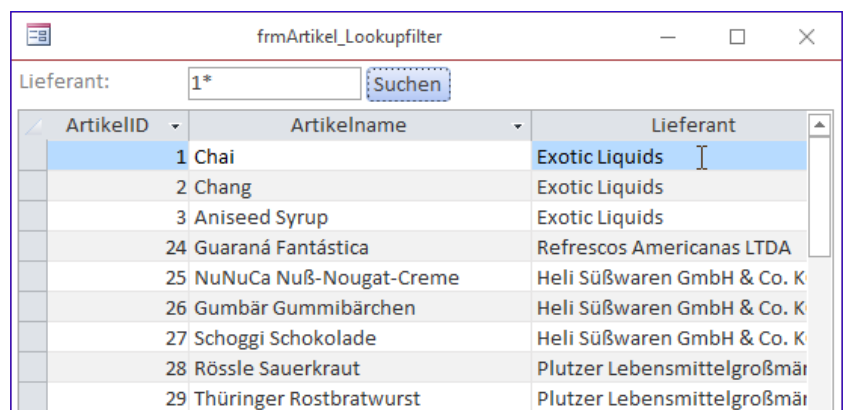 frmArtikel_Lookupfilter
Lieferant: 1* Suchen
ArtikelID Artikelname Lieferant
1 Chai Exotic Liquids
2 Chang Exotic Liquids
3 Aniseed Syrup Exotic Liquids
24 Guaraná Fantástica Refrescos Americanas LTDA
25 NuNuCa Nuß-Nougat-Creme Heli Süßwaren GmbH & Co. K
26 Gumbär Gummibärchen Heli Süßwaren GmbH & Co. K
27 Schoggi Schokolade Heli Süßwaren GmbH & Co. K
28 Rössle Sauerkraut Plutzer Lebensmittelgroßmär
29 Thüringer Rostbratwurst Plutzer Lebensmittelgroßmär